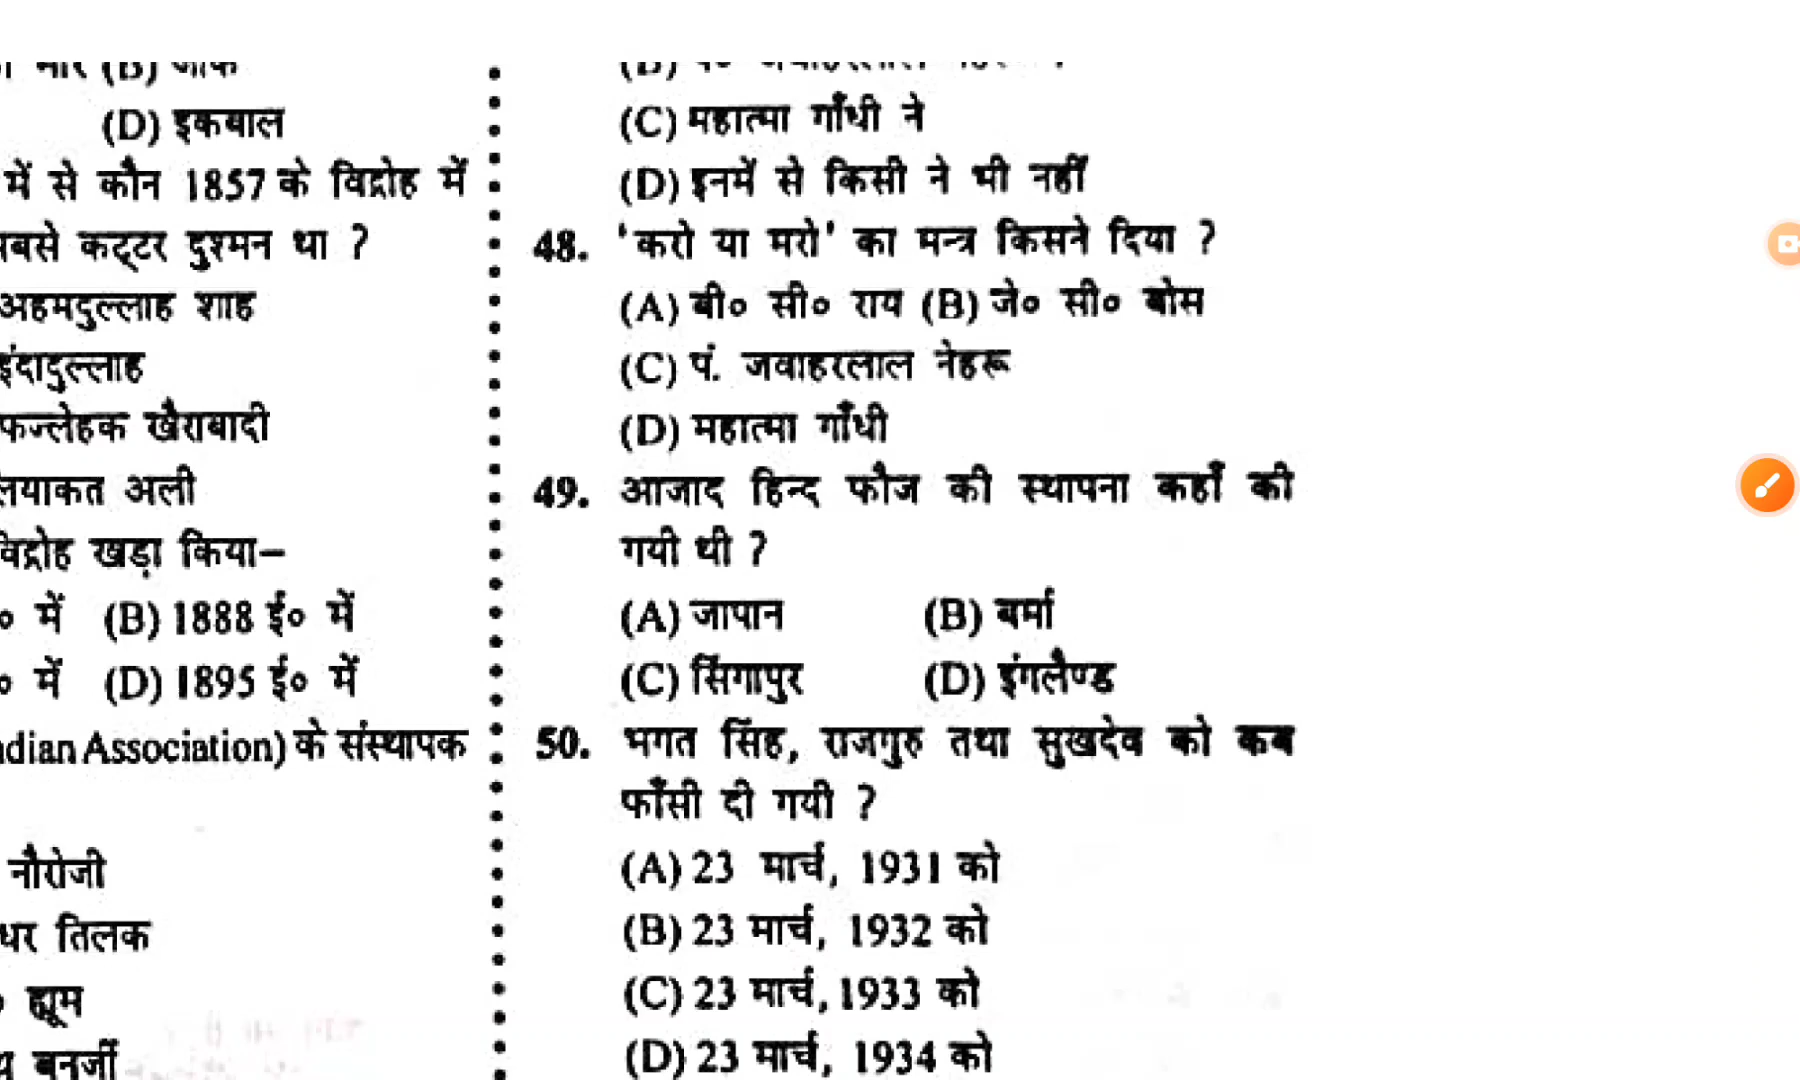 (D) इकबाल
में से कौन 1857 के विद्रोह में
सबसे कट्टर दुश्मन था ?
अहमदुल्लाह शाह
इंदादुल्लाह
फज्लेहक खैराबादी
लियाकत अली
विद्रोह खड़ा किया–
० में (B) 1888 ई० में
० में (D) 1895 ई० में
dian Association) के संस्थापक
नौरोजी
धर तिलक
ह्यूम
बनर्जी
(C) महात्मा गाँधी ने
(D) इनमें से किसी ने भी नहीं
48. 'करो या मरो' का मन्त्र किसने दिया ?
(A) बी० सी० राय (B) जे० सी० बोस
(C) पं. जवाहरलाल नेहरू
(D) महात्मा गाँधी
49. आजाद हिन्द फौज की स्थापना कहाँ की
गयी थी ?
(A) जापान (B) बर्मा
(C) सिंगापुर (D) इंगलैण्ड
50. भगत सिंह, राजगुरु तथा सुखदेव को कब
फाँसी दी गयी ?
(A) 23 मार्च, 1931 को
(B) 23 मार्च, 1932 को
(C) 23 मार्च, 1933 को
(D) 23 मार्च, 1934 को